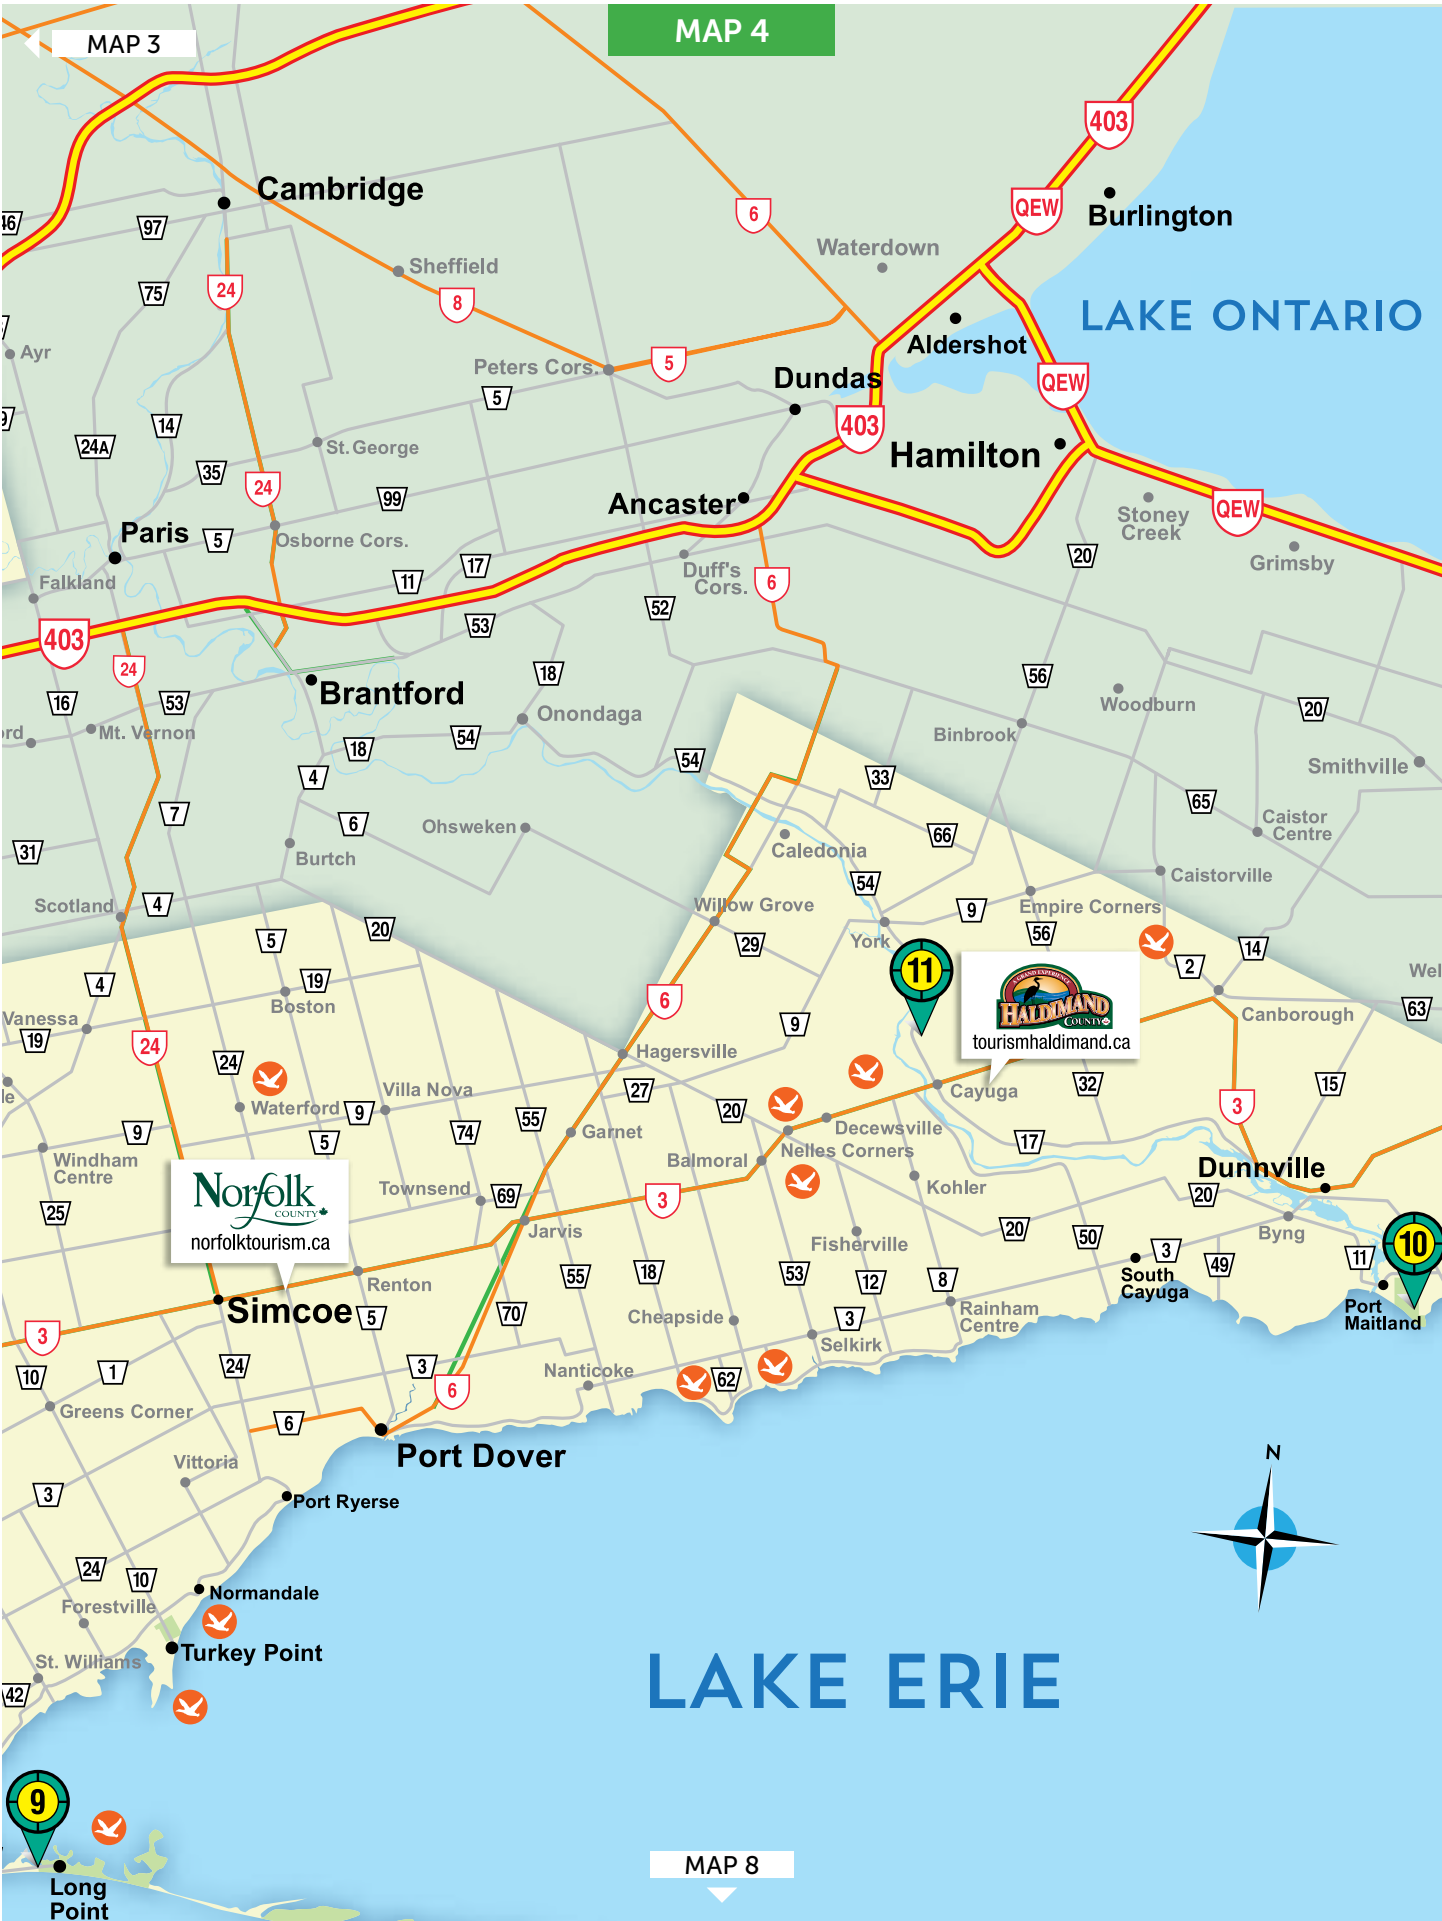 MAP 3
MAP 4
403
Cambridge
46
97
6
QEW
Burlington
Waterdown
Sheffield
75
24
8
LAKE ONTARIO
Ayr
Aldershot
Peters Cors.
5
Dundas
QEW
5
14
403
24A
St. George
Hamilton
35
24
99
Ancaster
QEW
Stoney
Creek
Paris
5
Osborne Cors.
20
Grimsby
Falkland
11
17
Duff's
Cors.
6
52
53
403
24
18
56
Brantford
16
53
Woodburn
20
Onondaga
Mt. Vernon
Binbrook
18
54
54
33
Smithville
4
65
7
6
Ohsweken
66
Caistor
Centre
Caledonia
31
Burtch
54
Caistorville
Scotland
4
Willow Grove
9
Empire Corners
20
5
29
York
56
14
11
2
Wel
4
19
Boston
HALDIMAND
COUNTY
tourismhaldimand.ca
6
63
Vanessa
19
9
Canborough
24
Hagersville
24
Villa Nova
27
Cayuga
32
15
le
Waterford
9
55
20
3
Decewsville
9
5
74
Garnet
Nelles Corners
17
Windham
Centre
Balmoral
Dunnville
Norfolk
COUNTY
norfolktourism.ca
Townsend
69
3
Kohler
20
25
Jarvis
20
50
Byng
Fisherville
3
10
Renton
55
18
53
12
8
South
Cayuga
49
11
Simcoe
5
70
Cheapside
3
Rainham
Centre
Port
Maitland
3
Selkirk
10
1
24
3
Nanticoke
62
6
Greens Corner
6
Port Dover
N
Vittoria
3
Port Ryerse
24
10
Normandale
Forestville
Turkey Point
St. Williams
42
LAKE ERIE
9
MAP 8
Long
Point